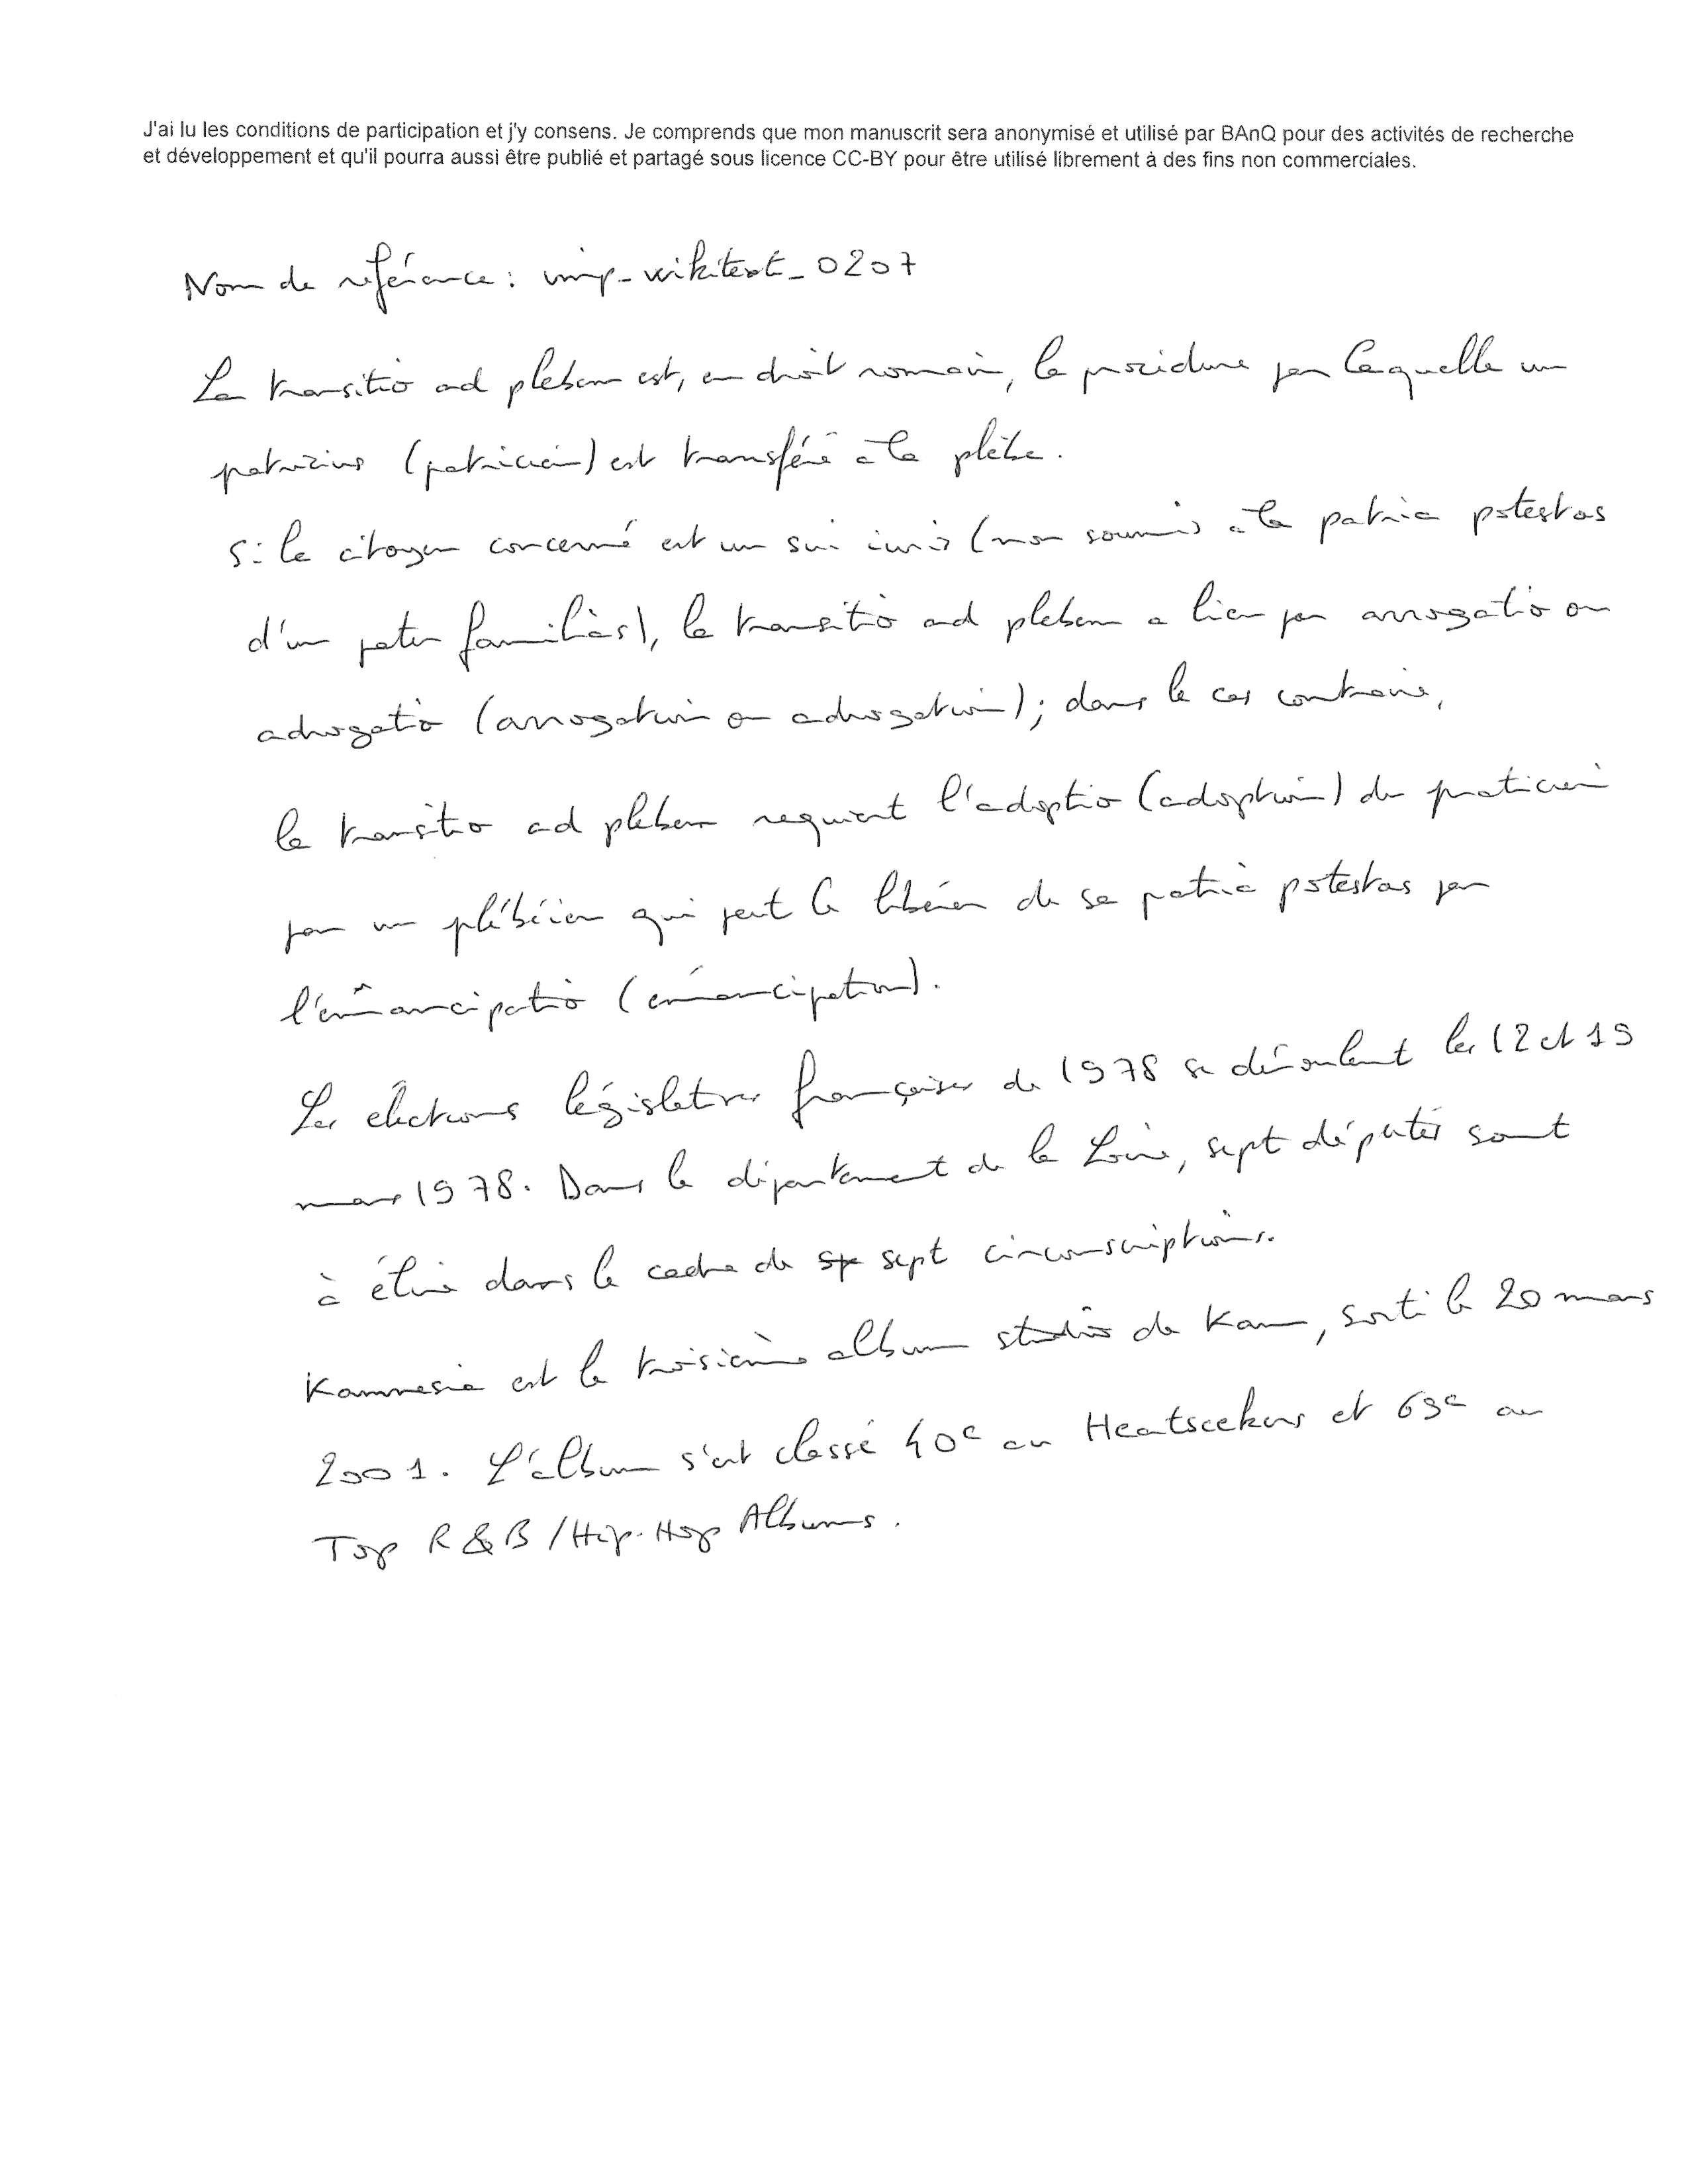 J'ai lu les conditions de participation et j'y consens. Je comprends que mon manuscrit sera anonymisé et utilisé par BAnQ pour des activités de recherche
et développement et qu'il pourra aussi être publié et partagé sous licence CC-BY pour être utilisé librement à des fins non commerciales.
Nom de référence : imp-wikitext_0207
La transitio ad plebem est, en droit romain, la procédure par laquelle un
patricius (patricien) est transféré à la plèbe.
Si le citoyen concerné est un sui iuris (non soumis à la patria potestas
d'un pater familias), la transitio ad plebem a lieu par arrogatio ou
adrogatio (arrogation ou adrogation); dans le cas contraire,
la transitio ad plebem requiert l'adoptio (adoption) du praticien
par un plébéien qui peut le libérer de sa patria potestas par
l'emancipatio (émancipation).
Les élections législatives françaises de 1978 se déroulent les 12 et 19
mars 1978. Dans le département de la Loire, sept députés sont
à élire dans le cadre de sept circonscriptions.
Kamnesia est le troisième album studio de Kam, sorti le 20 mars
2001. L'album s'est classé 40e au Heatseekers et 63e au
Top R&B/Hip-Hop Albums.